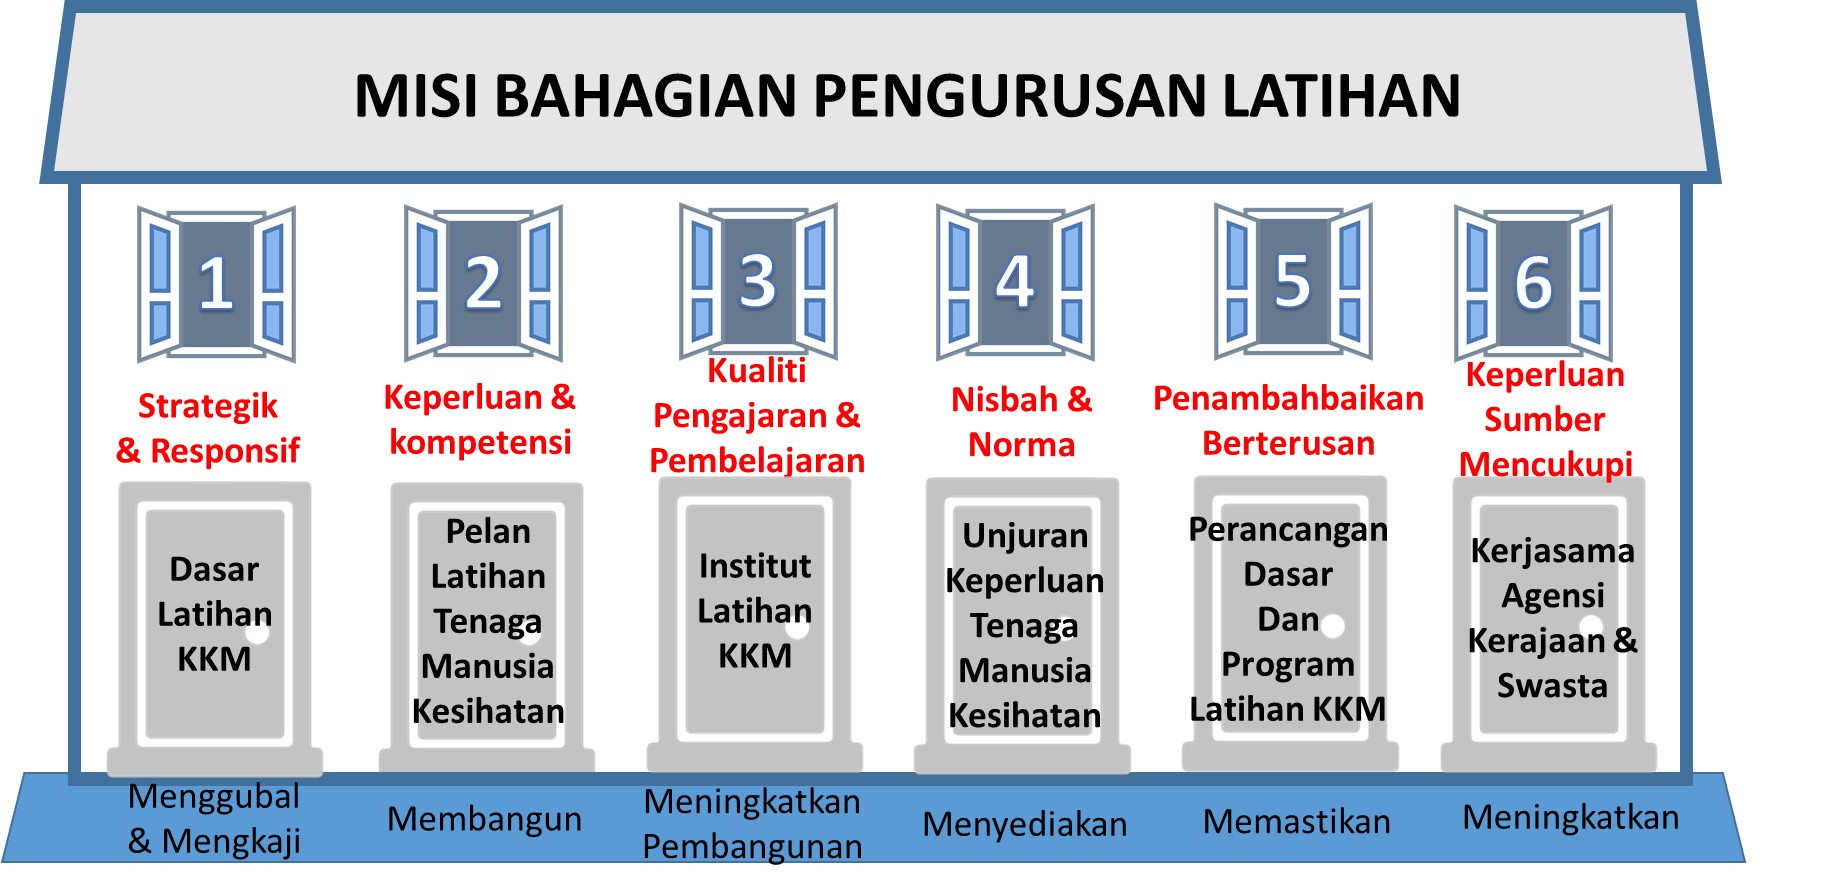 MISI BAHAGIAN PENGURUSAN LATIHAN
1
Strategik
& Responsif
Dasar
Latihan
KKM
Menggubal
& Mengkaji
2
Keperluan &
kompetensi
Pelan
Latihan
Tenaga
Manusia
Kesihatan
Membangun
3
Kualiti
Pengajaran &
Pembelajaran
Institut
Latihan
KKM
Meningkatkan
Pembangunan
4
Nisbah &
Norma
Unjuran
Keperluan
Tenaga
Manusia
Kesihatan
Menyediakan
5
Penambahbaikan
Berterusan
Perancangan
Dasar
Dan
Program
Latihan KKM
Memastikan
6
Keperluan
Sumber
Mencukupi
Kerjasama
Agensi
Kerajaan &
Swasta
Meningkatkan